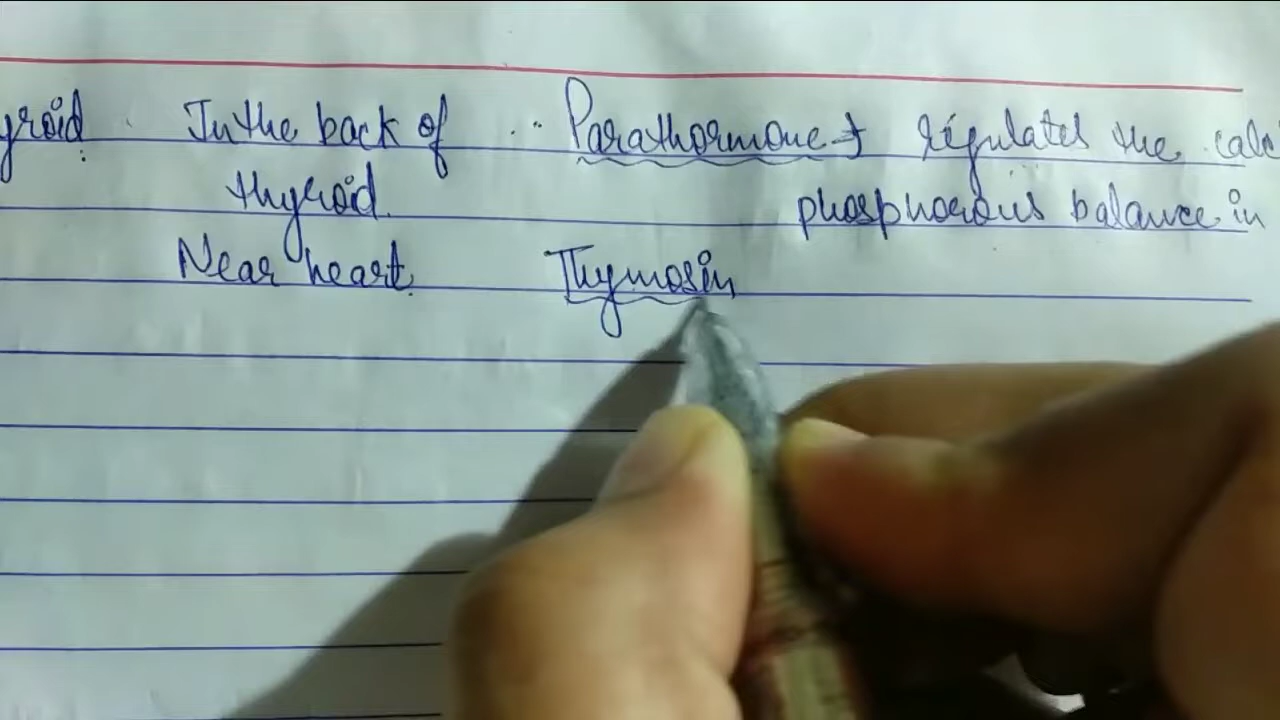 yroid In the back of Parathormone → regulates the calc
thyroid. phosphorous balance in
Near heart. Thymosin